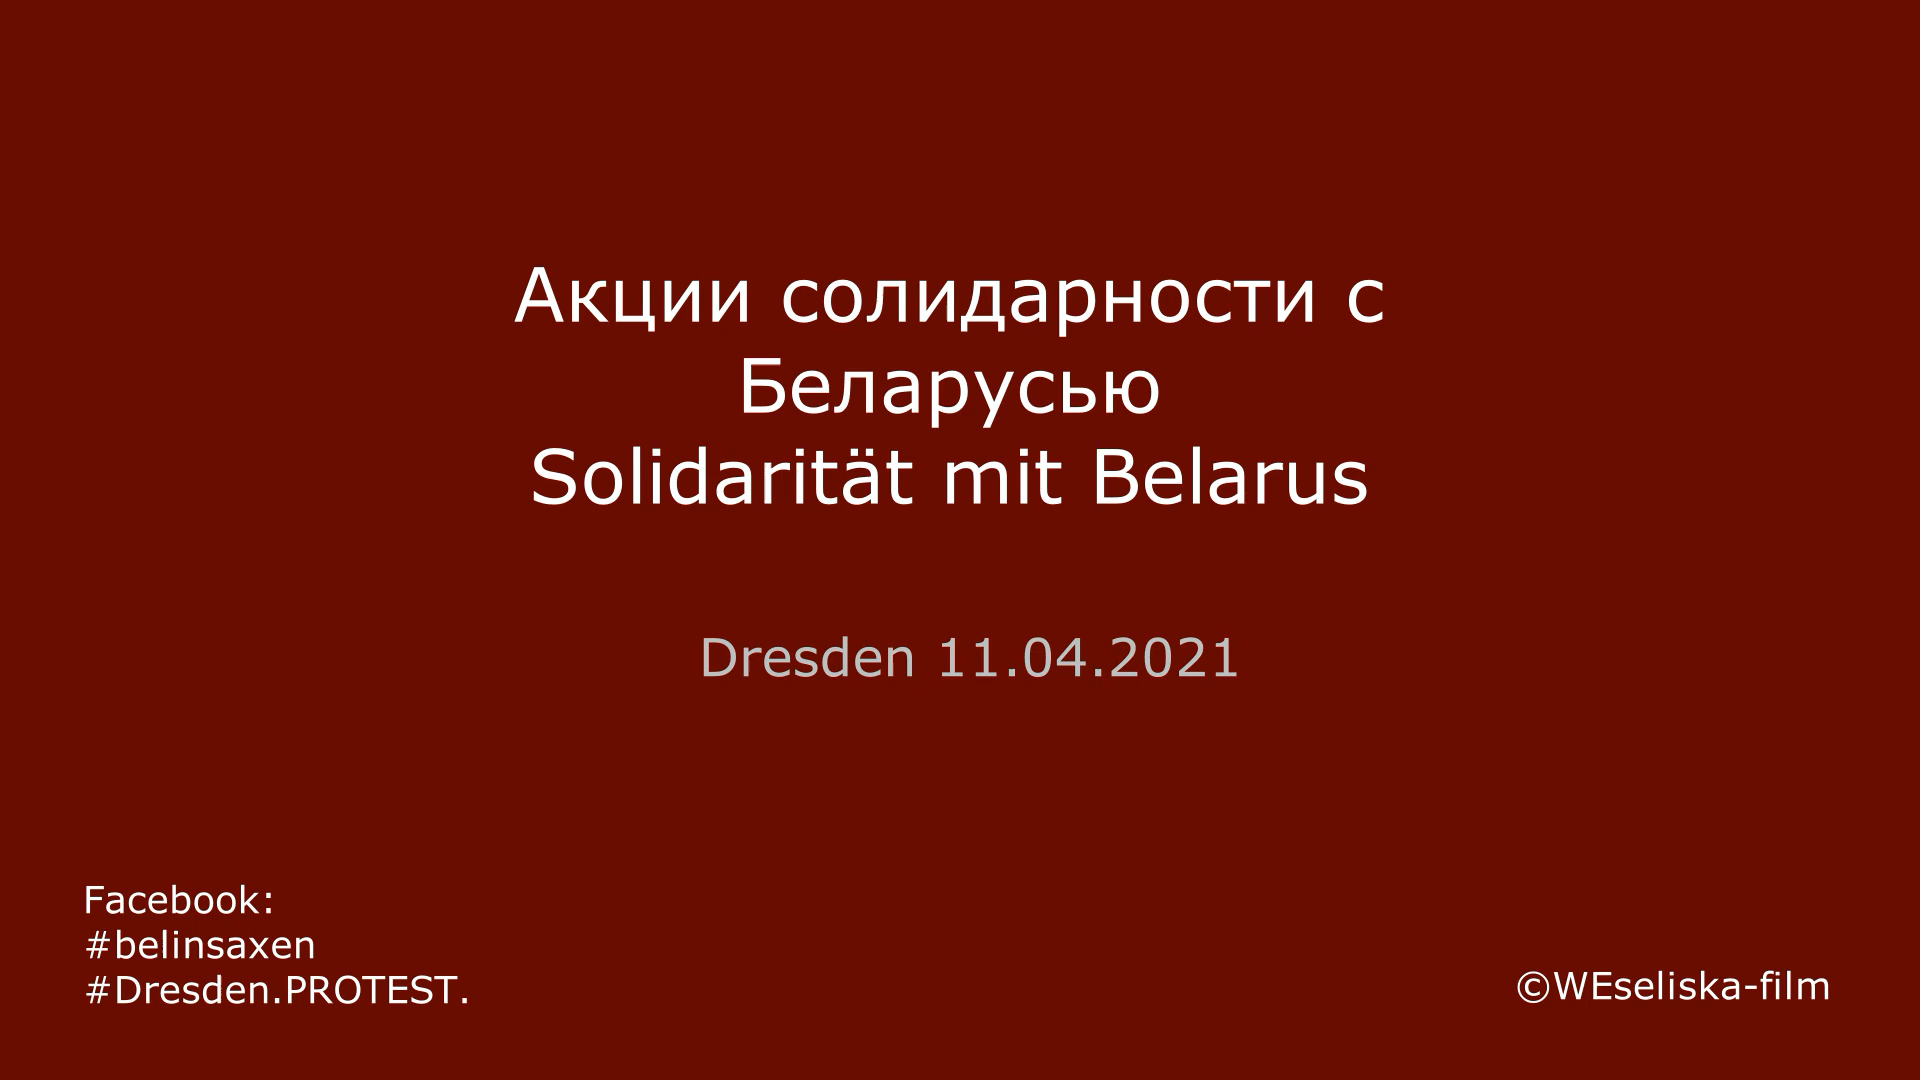 Акции солидарности с
Беларусью
Solidarität mit Belarus
Dresden 11.04.2021
Facebook:
#belinsaxen
#Dresden.PROTEST.
©WEseliska-film